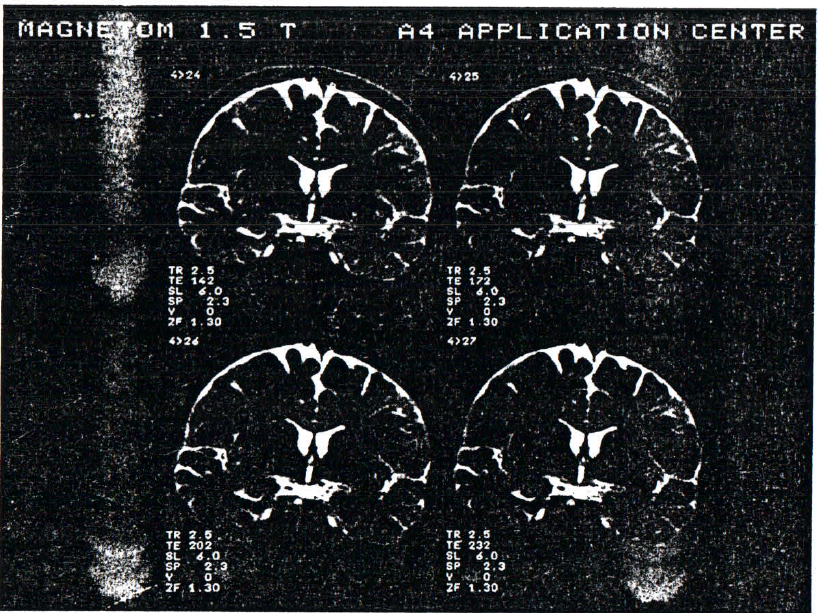 MAGNETOM 1.5 T A4 APPLICATION CENTER
4>24
TR 2.5
TE 142
SL 6.0
SP 2.3
Y 0
ZF 1.30
4>25
TR 2.5
TE 172
SL 6.0
SP 2.3
Y 0
ZF 1.30
4>26
TR 2.5
TE 202
SL 6.0
SP 2.3
Y 0
ZF 1.30
4>27
TR 2.5
TE 232
SL 6.0
SP 2.3
Y 0
ZF 1.30